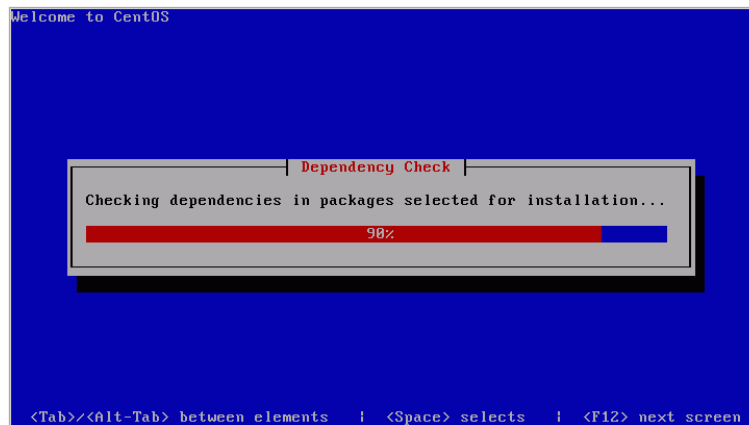 Welcome to CentOS
Dependency Check
Checking dependencies in packages selected for installation...
90%
<Tab>/<Alt-Tab> between elements | <Space> selects | <F12> next screen